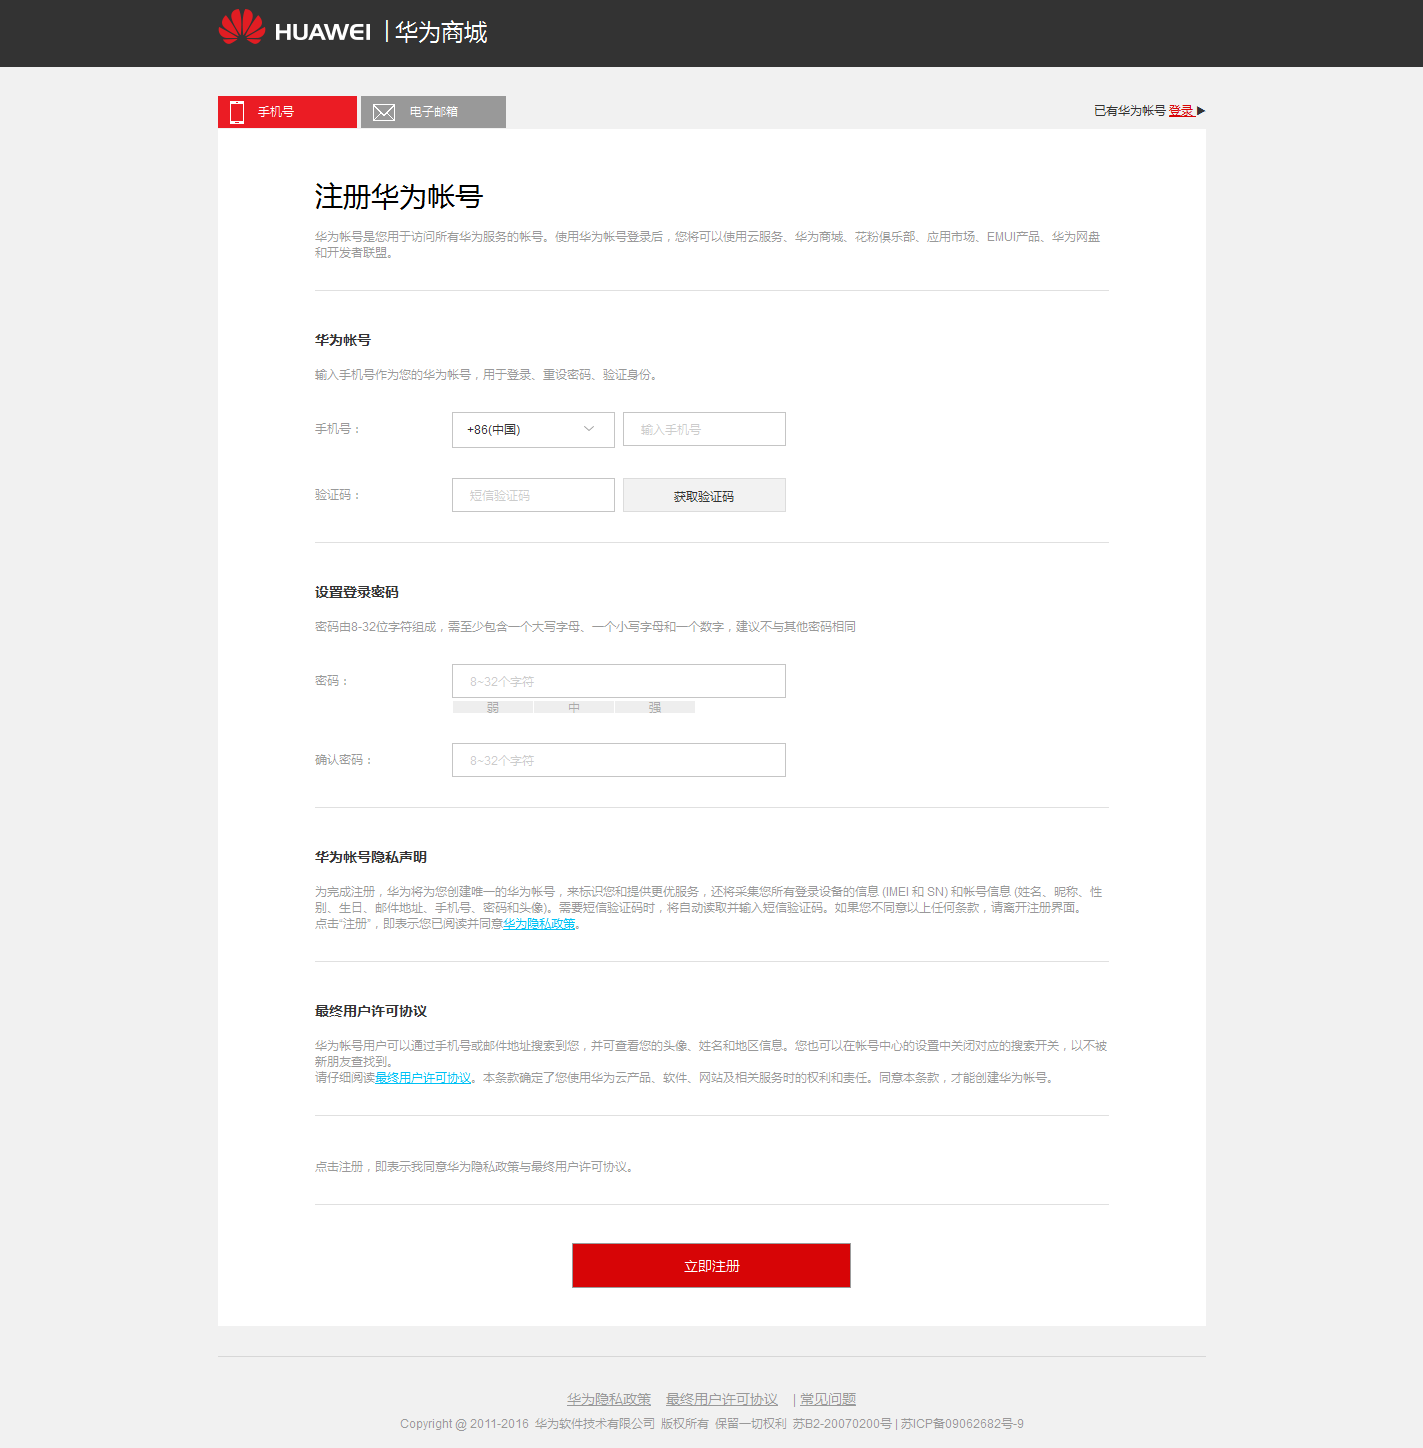 HUAWEI | 华为商城
手机号 电子邮箱 已有华为帐号 登录
注册华为帐号
华为帐号是您用于访问所有华为服务的帐号。使用华为帐号登录后，您将可以使用云服务、华为商城、花粉俱乐部、应用市场、EMUI产品、华为网盘
和开发者联盟。
华为帐号
输入手机号作为您的华为帐号，用于登录、重设密码、验证身份。
手机号： +86(中国) 输入手机号
验证码： 短信验证码 获取验证码
设置登录密码
密码由8-32位字符组成，需至少包含一个大写字母、一个小写字母和一个数字，建议不与其他密码相同
密码： 8~32个字符
弱 中 强
确认密码： 8~32个字符
华为帐号隐私声明
为完成注册，华为将为您创建唯一的华为帐号，来标识您和提供更优服务，还将采集您所有登录设备的信息 (IMEI 和 SN) 和帐号信息 (姓名、昵称、性
别、生日、邮件地址、手机号、密码和头像)。需要短信验证码时，将自动读取并输入短信验证码。如果您不同意以上任何条款，请离开注册界面。
点击“注册”，即表示您已阅读并同意华为隐私政策。
最终用户许可协议
华为帐号用户可以通过手机号或邮件地址搜索到您，并可查看您的头像、姓名和地区信息。您也可以在帐号中心的设置中关闭对应的搜索开关，以不被
新朋友查找到。
请仔细阅读最终用户许可协议。本条款确定了您使用华为云产品、软件、网站及相关服务时的权利和责任。同意本条款，才能创建华为帐号。
点击注册，即表示我同意华为隐私政策与最终用户许可协议。
立即注册
华为隐私政策 最终用户许可协议 | 常见问题
Copyright @ 2011-2016 华为软件技术有限公司 版权所有 保留一切权利 苏B2-20070200号 | 苏ICP备09062682号-9